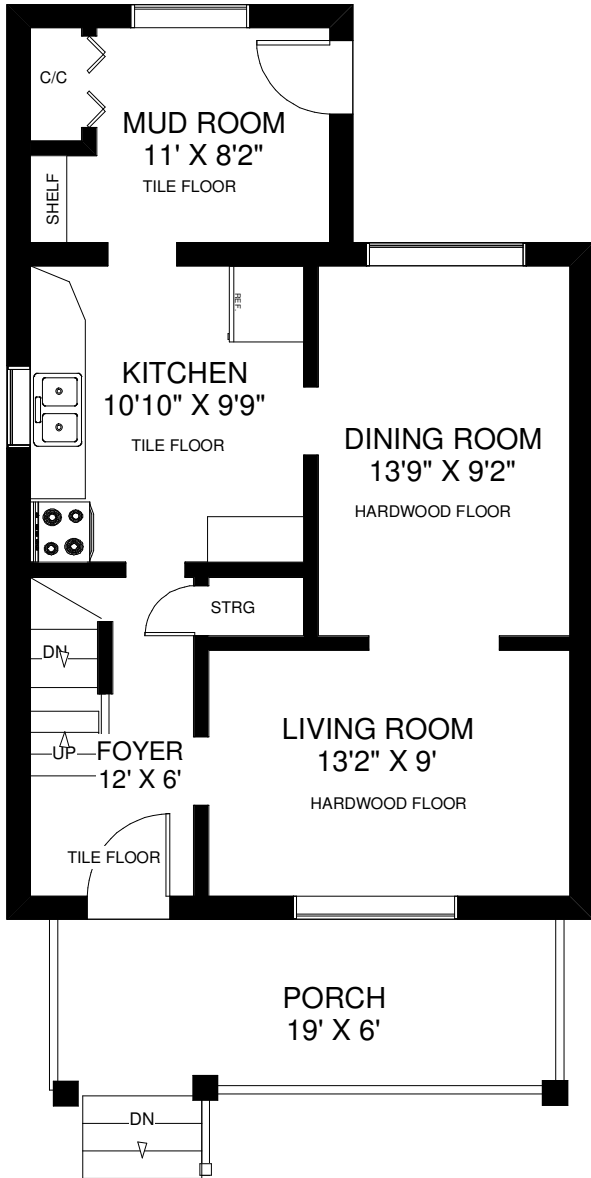 C/C
MUD ROOM
11' X 8'2"
TILE FLOOR
SHELF
REF.
KITCHEN
10'10" X 9'9"
TILE FLOOR
DINING ROOM
13'9" X 9'2"
HARDWOOD FLOOR
STRG
DN
UP
FOYER
12' X 6'
TILE FLOOR
LIVING ROOM
13'2" X 9'
HARDWOOD FLOOR
PORCH
19' X 6'
DN